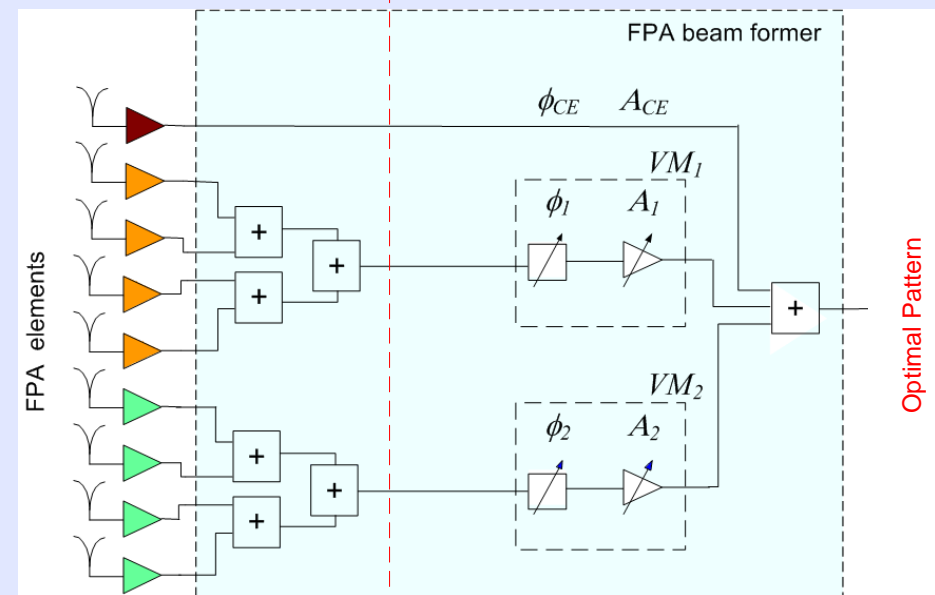 FPA beam former
ϕCE ACE
VM1
ϕ1 A1
+
+
+
+
FPA elements
Optimal Pattern
VM2
ϕ2 A2
+
+
+